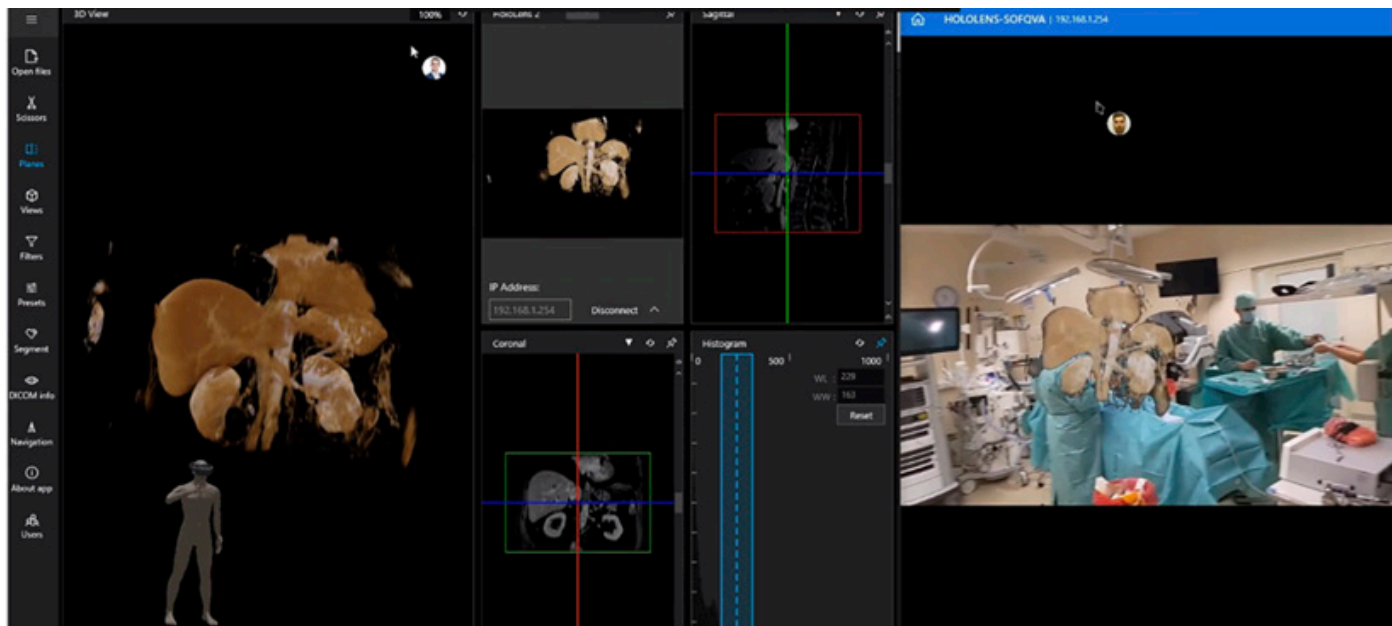 3D View
100%
Open files
Scissors
Planes
Views
Filters
Presets
Segment
DICOM info
Navigation
About app
Users
HoloLens 2
IP Address:
192.168.1.254
Disconnect
Sagittal
Coronal
Histogram
0 500 1000
WL : 229
WW : 163
Reset
HOLOLENS-SOFQVA | 192.168.1.254